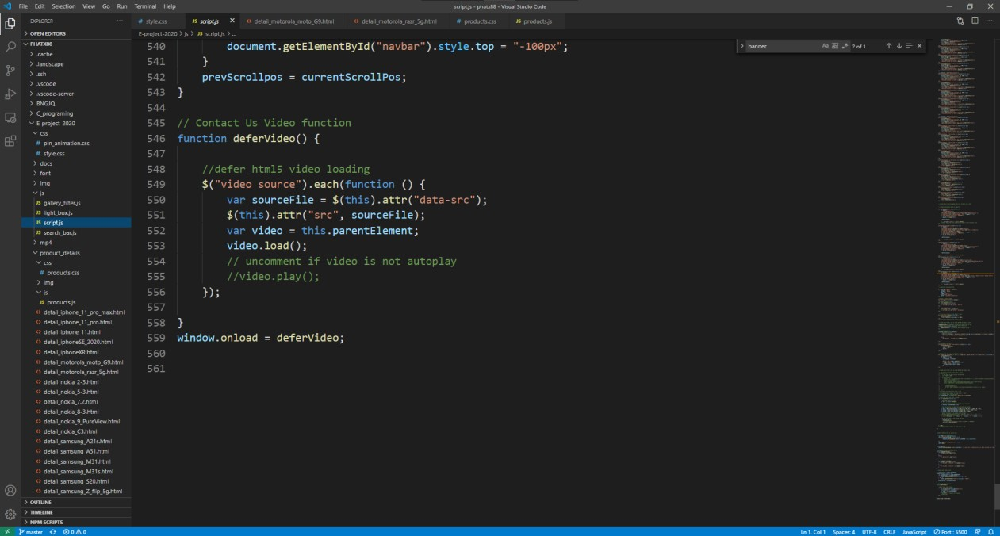 File Edit Selection View Go Run Terminal Help
script.js - phatx88 - Visual Studio Code
EXPLORER
OPEN EDITORS
PHATX88
.cache
.landscape
.ssh
.vscode
.vscode-server
BNGJQ
C_programing
E-project-2020
css
pin_animation.css
style.css
docs
font
img
js
gallery_filter.js
light_box.js
script.js
search_bar.js
mp4
product_details
css
products.css
img
js
products.js
detail_iphone_11_pro_max.html
detail_iphone_11_pro.html
detail_iphone_11.html
detail_iphoneSE_2020.html
detail_iphoneXR.html
detail_motorola_moto_G9.html
detail_motorola_razr_5g.html
detail_nokia_2-3.html
detail_nokia_5-3.html
detail_nokia_7.2.html
detail_nokia_8-3.html
detail_nokia_9_PureView.html
detail_nokia_C3.html
detail_samsung_A21s.html
detail_samsung_A31.html
detail_samsung_M31.html
detail_samsung_M31s.html
detail_samsung_S20.html
detail_samsung_Z_flip_5g.html
OUTLINE
TIMELINE
NPM SCRIPTS
style.css script.js detail_motorola_moto_G9.html detail_motorola_razr_5g.html products.css products.js
E-project-2020 > js > script.js > ...
banner ? of 1
540 document.getElementById("navbar").style.top = "-100px";
541 }
542 prevScrollpos = currentScrollPos;
543 }
544
545 // Contact Us Video function
546 function deferVideo() {
547
548 //defer html5 video loading
549 $("video source").each(function () {
550 var sourceFile = $(this).attr("data-src");
551 $(this).attr("src", sourceFile);
552 var video = this.parentElement;
553 video.load();
554 // uncomment if video is not autoplay
555 //video.play();
556 });
557
558 }
559 window.onload = deferVideo;
560
561
master 0 0 Ln 1, Col 1 Spaces: 4 UTF-8 CRLF JavaScript Port : 5500